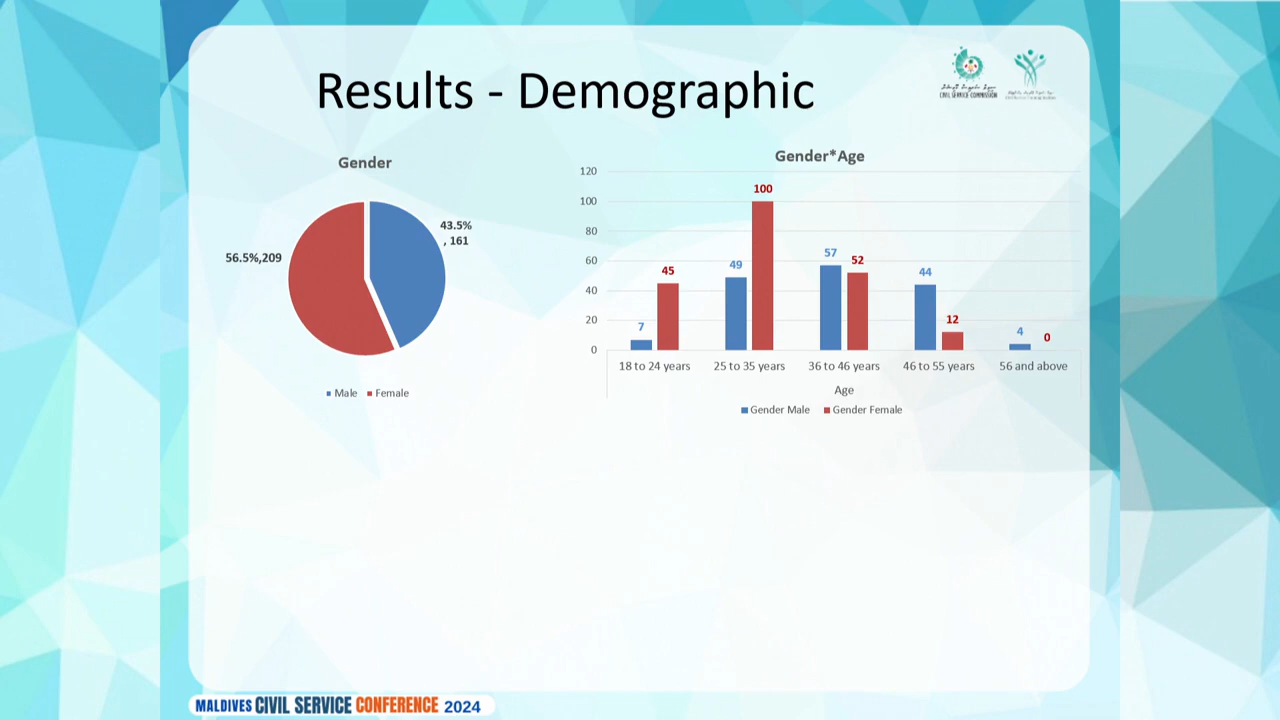 Results - Demographic
CIVIL SERVICE COMMISSION
Gender
43.5%
, 161
56.5%,209
Male Female
Gender*Age
120
100
80
60
40
20
0
7
45
49
100
57
52
44
12
4
0
18 to 24 years 25 to 35 years 36 to 46 years 46 to 55 years 56 and above
Age
Gender Male Gender Female
MALDIVES CIVIL SERVICE CONFERENCE 2024